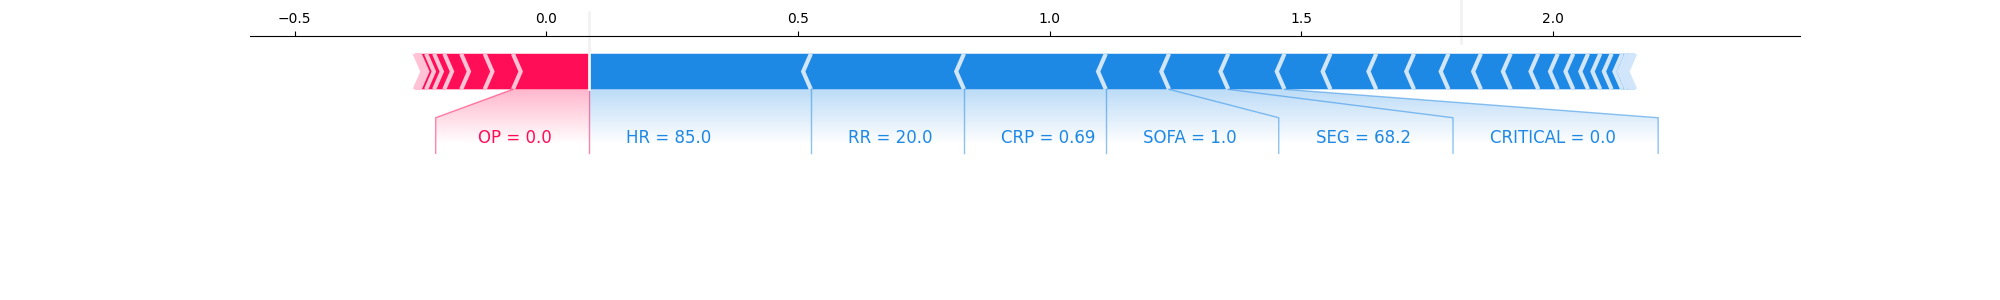 −0.5 0.0 0.5 1.0 1.5 2.0
OP = 0.0 HR = 85.0 RR = 20.0 CRP = 0.69 SOFA = 1.0 SEG = 68.2 CRITICAL = 0.0